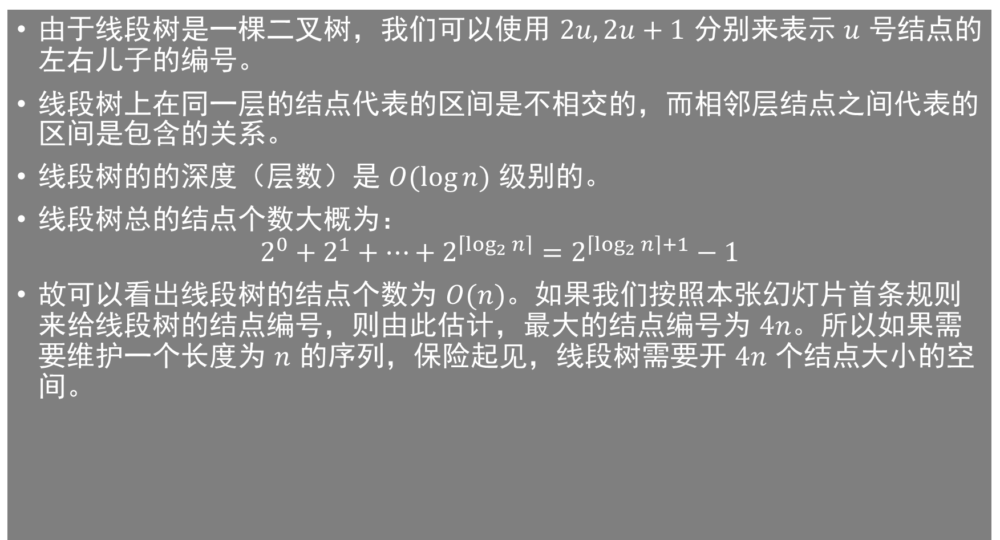 • 由于线段树是一棵二叉树，我们可以使用 2u, 2u + 1 分别来表示 u 号结点的
左右儿子的编号。
• 线段树上在同一层的结点代表的区间是不相交的，而相邻层结点之间代表的
区间是包含的关系。
• 线段树的的深度（层数）是 O(log n) 级别的。
• 线段树总的结点个数大概为：
2^0 + 2^1 + ⋯ + 2^{⌈log₂ n⌉} = 2^{⌈log₂ n⌉+1} − 1
• 故可以看出线段树的结点个数为 O(n)。如果我们按照本张幻灯片首条规则
来给线段树的结点编号，则由此估计，最大的结点编号为 4n。所以如果需
要维护一个长度为 n 的序列，保险起见，线段树需要开 4n 个结点大小的空
间。